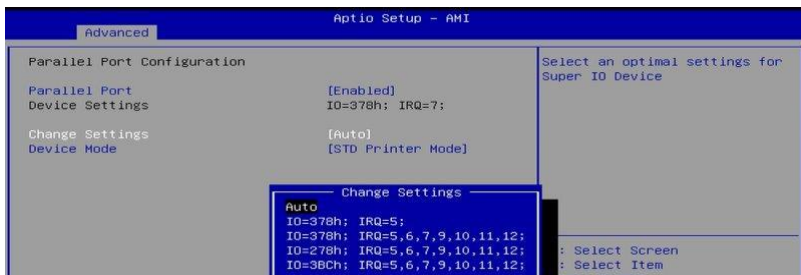 Aptio Setup – AMI
Advanced
Parallel Port Configuration
Parallel Port [Enabled]
Device Settings IO=378h; IRQ=7;
Change Settings [Auto]
Device Mode [STD Printer Mode]
Select an optimal settings for
Super IO Device
Change Settings
Auto
IO=378h; IRQ=5;
IO=378h; IRQ=5,6,7,9,10,11,12;
IO=278h; IRQ=5,6,7,9,10,11,12;
IO=3BCh; IRQ=5,6,7,9,10,11,12;
: Select Screen
: Select Item